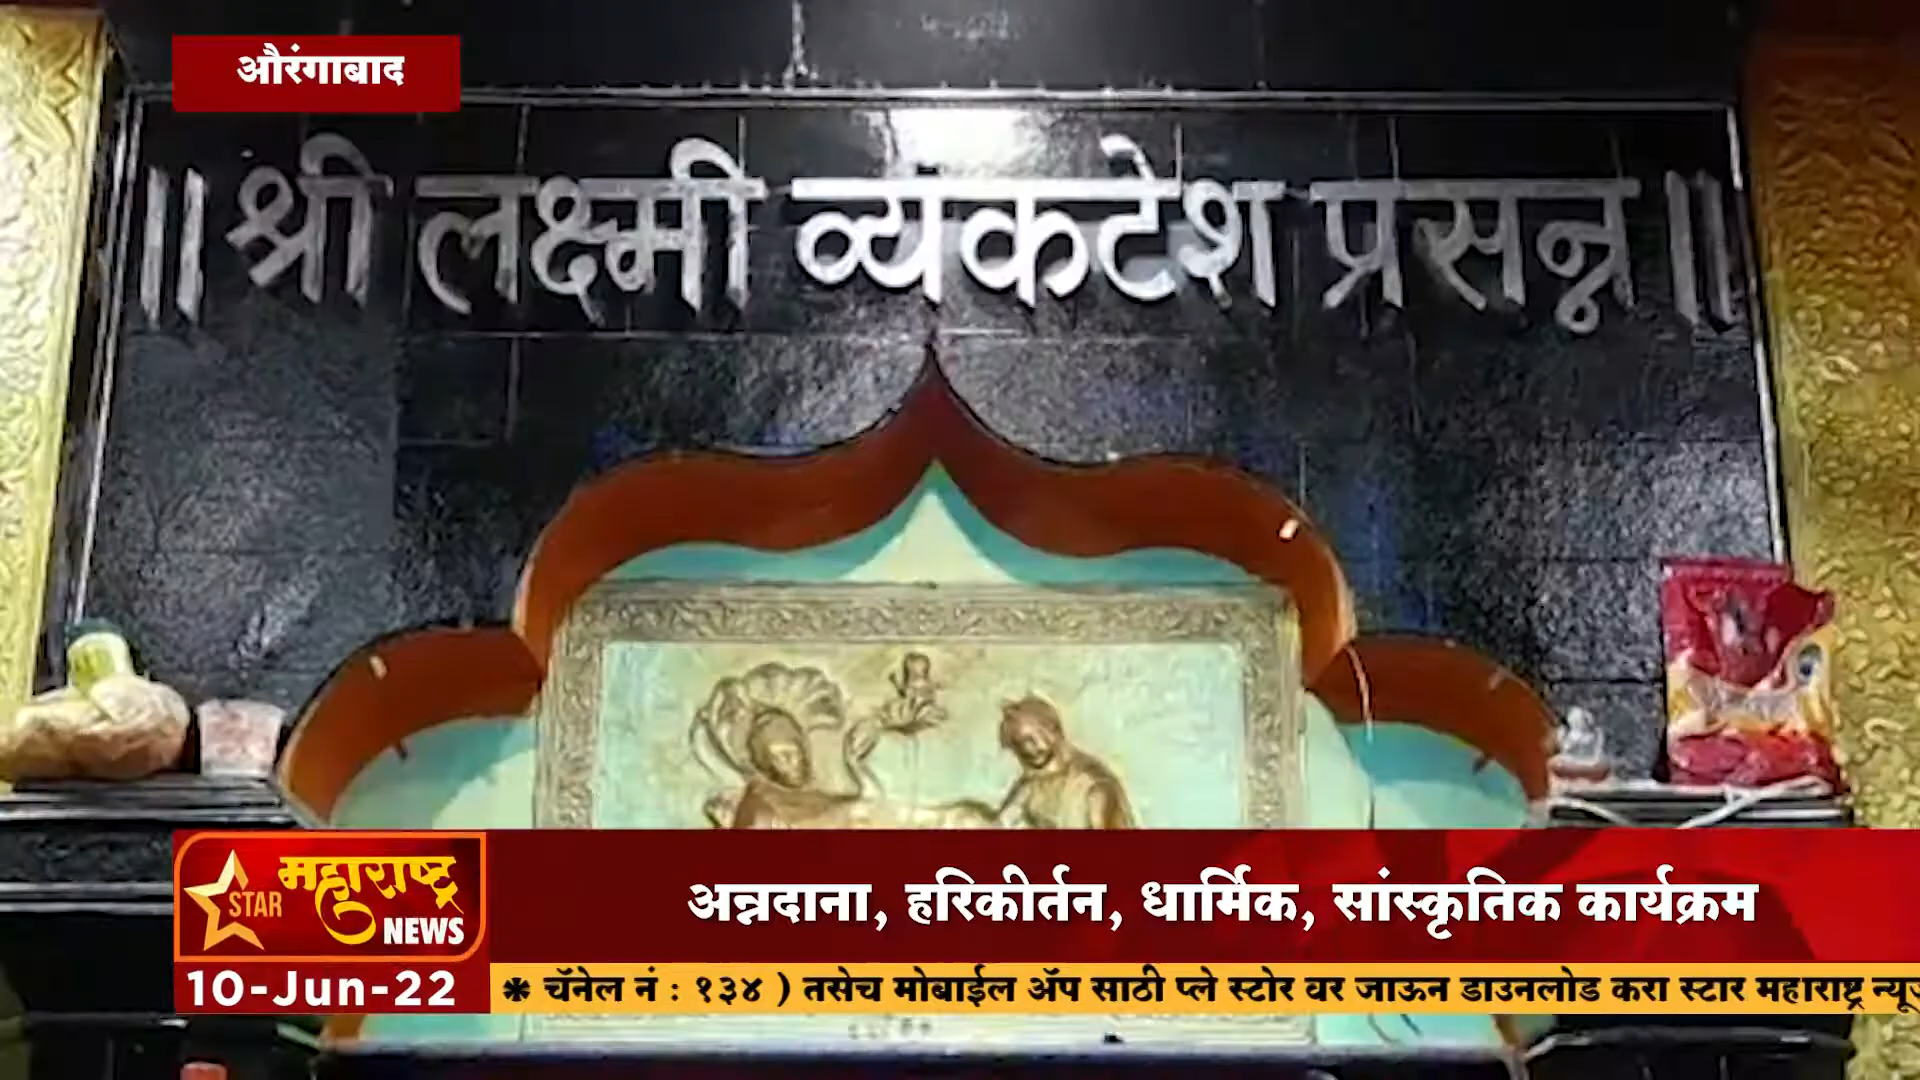 औरंगाबाद
|| श्री लक्ष्मी व्यंकटेश प्रसन्न ||
STAR महाराष्ट्र NEWS
अन्नदाना, हरिकीर्तन, धार्मिक, सांस्कृतिक कार्यक्रम
10-Jun-22
* चॅनेल नं : १३४ ) तसेच मोबाईल ॲप साठी प्ले स्टोर वर जाऊन डाउनलोड करा स्टार महाराष्ट्र